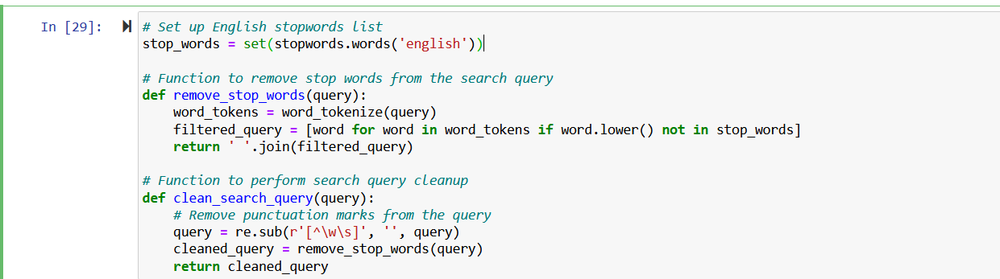 In [29]:
# Set up English stopwords list
stop_words = set(stopwords.words('english'))
# Function to remove stop words from the search query
def remove_stop_words(query):
    word_tokens = word_tokenize(query)
    filtered_query = [word for word in word_tokens if word.lower() not in stop_words]
    return ' '.join(filtered_query)
# Function to perform search query cleanup
def clean_search_query(query):
    # Remove punctuation marks from the query
    query = re.sub(r'[^\w\s]', '', query)
    cleaned_query = remove_stop_words(query)
    return cleaned_query